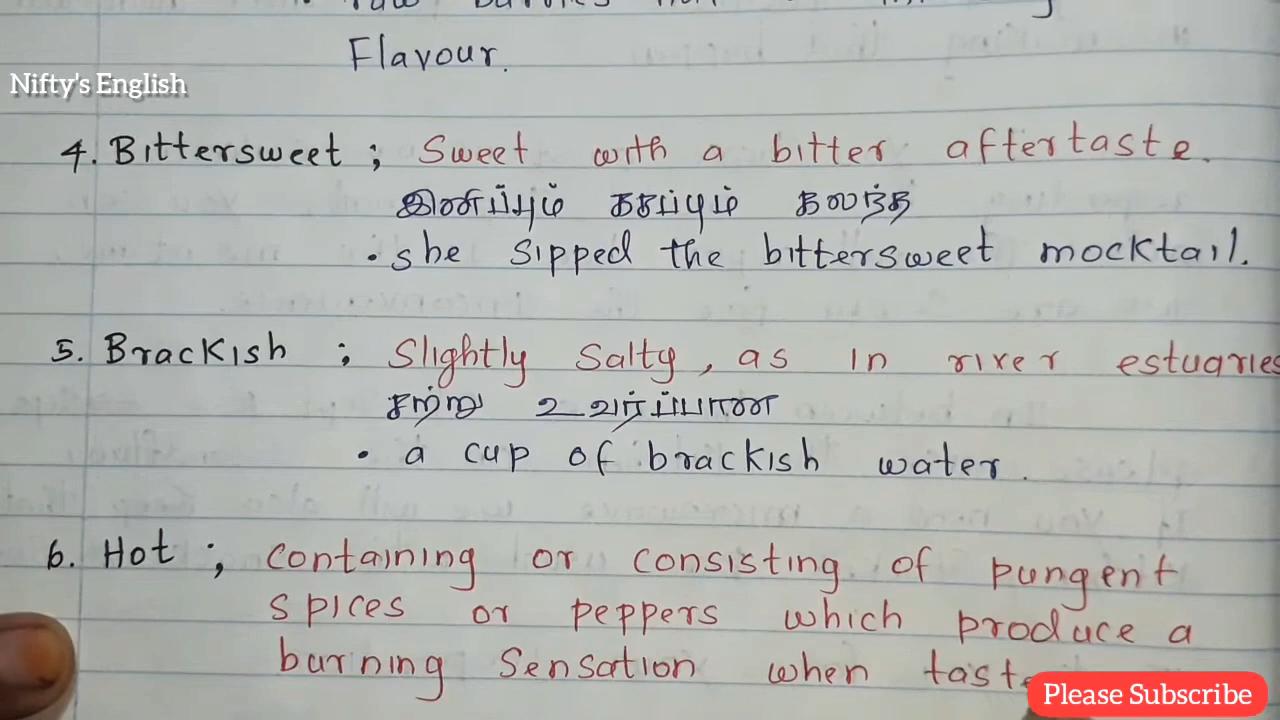 Flavour.
Nifty's English
4. Bittersweet ; Sweet with a bitter aftertaste.
இனிப்பும் கசப்பும் கலந்த
• she sipped the bittersweet mocktail.
5. Brackish ; Slightly Salty, as in river estuaries
சற்று உவர்ப்பான
• a cup of brackish water.
6. Hot ; Containing or consisting of pungent
spices or peppers which produce a
burning Sensation when taste
Please Subscribe